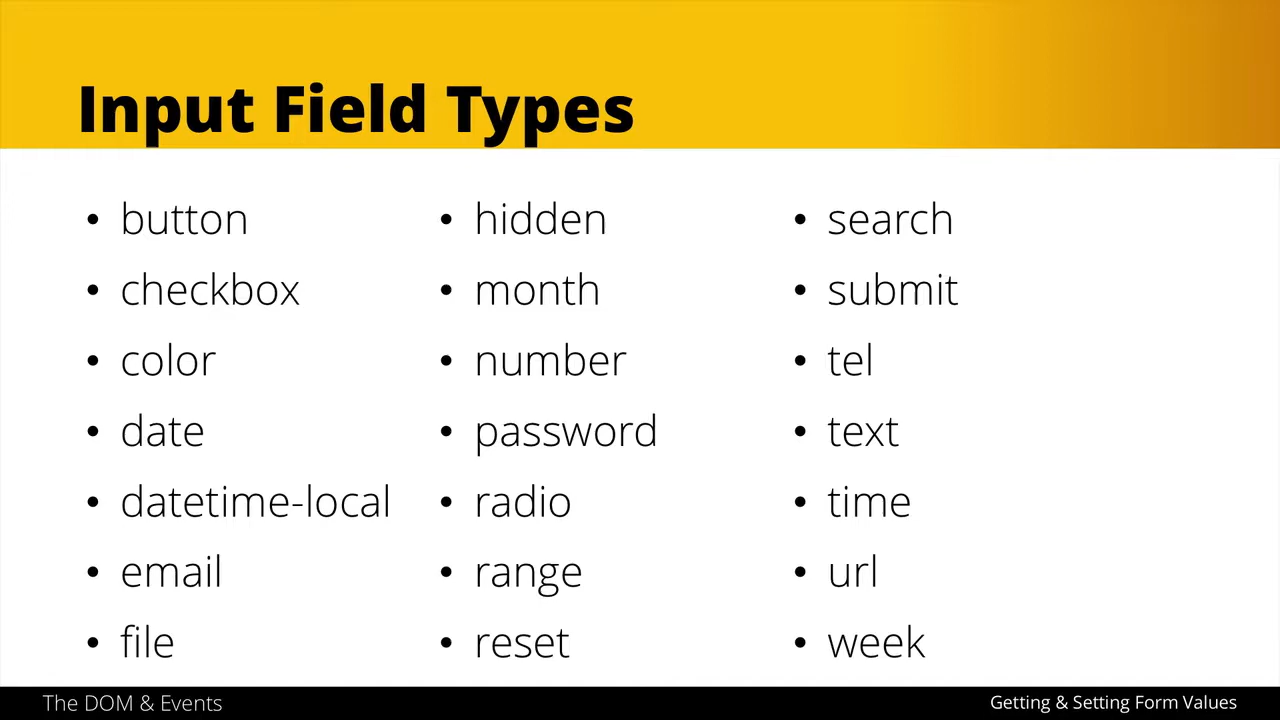 Input Field Types
• button
• checkbox
• color
• date
• datetime-local
• email
• file
• hidden
• month
• number
• password
• radio
• range
• reset
• search
• submit
• tel
• text
• time
• url
• week
The DOM & Events
Getting & Setting Form Values